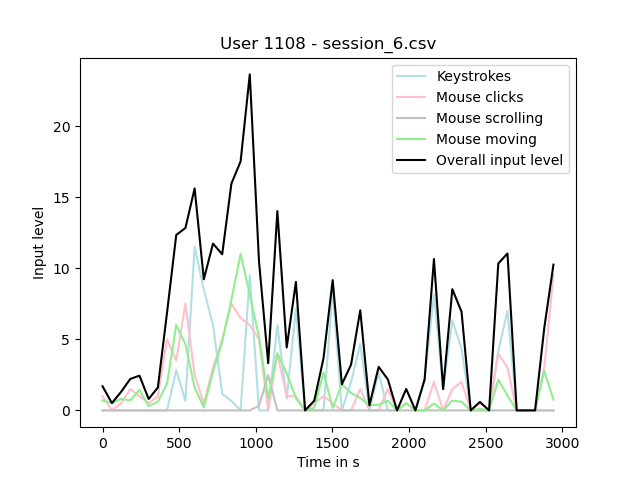 User 1108 - session_6.csv
Keystrokes
Mouse clicks
Mouse scrolling
Mouse moving
Overall input level
Input level
20
15
10
5
0
0 500 1000 1500 2000 2500 3000
Time in s